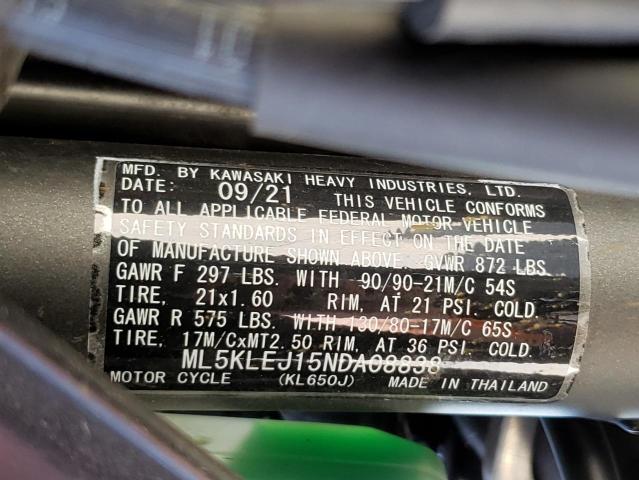 MFD. BY KAWASAKI HEAVY INDUSTRIES, LTD.
DATE: 09/21 THIS VEHICLE CONFORMS
TO ALL APPLICABLE FEDERAL MOTOR VEHICLE
SAFETY STANDARDS IN EFFECT ON THE DATE
OF MANUFACTURE SHOWN ABOVE. GVWR 872 LBS.
GAWR F 297 LBS. WITH 90/90-21M/C 54S
TIRE, 21x1.60 RIM, AT 21 PSI. COLD.
GAWR R 575 LBS. WITH 130/80-17M/C 65S
TIRE, 17M/CxMT2.50 RIM, AT 36 PSI COLD.
ML5KLEJ15NDA08838
MOTOR CYCLE (KL650J) MADE IN THAILAND